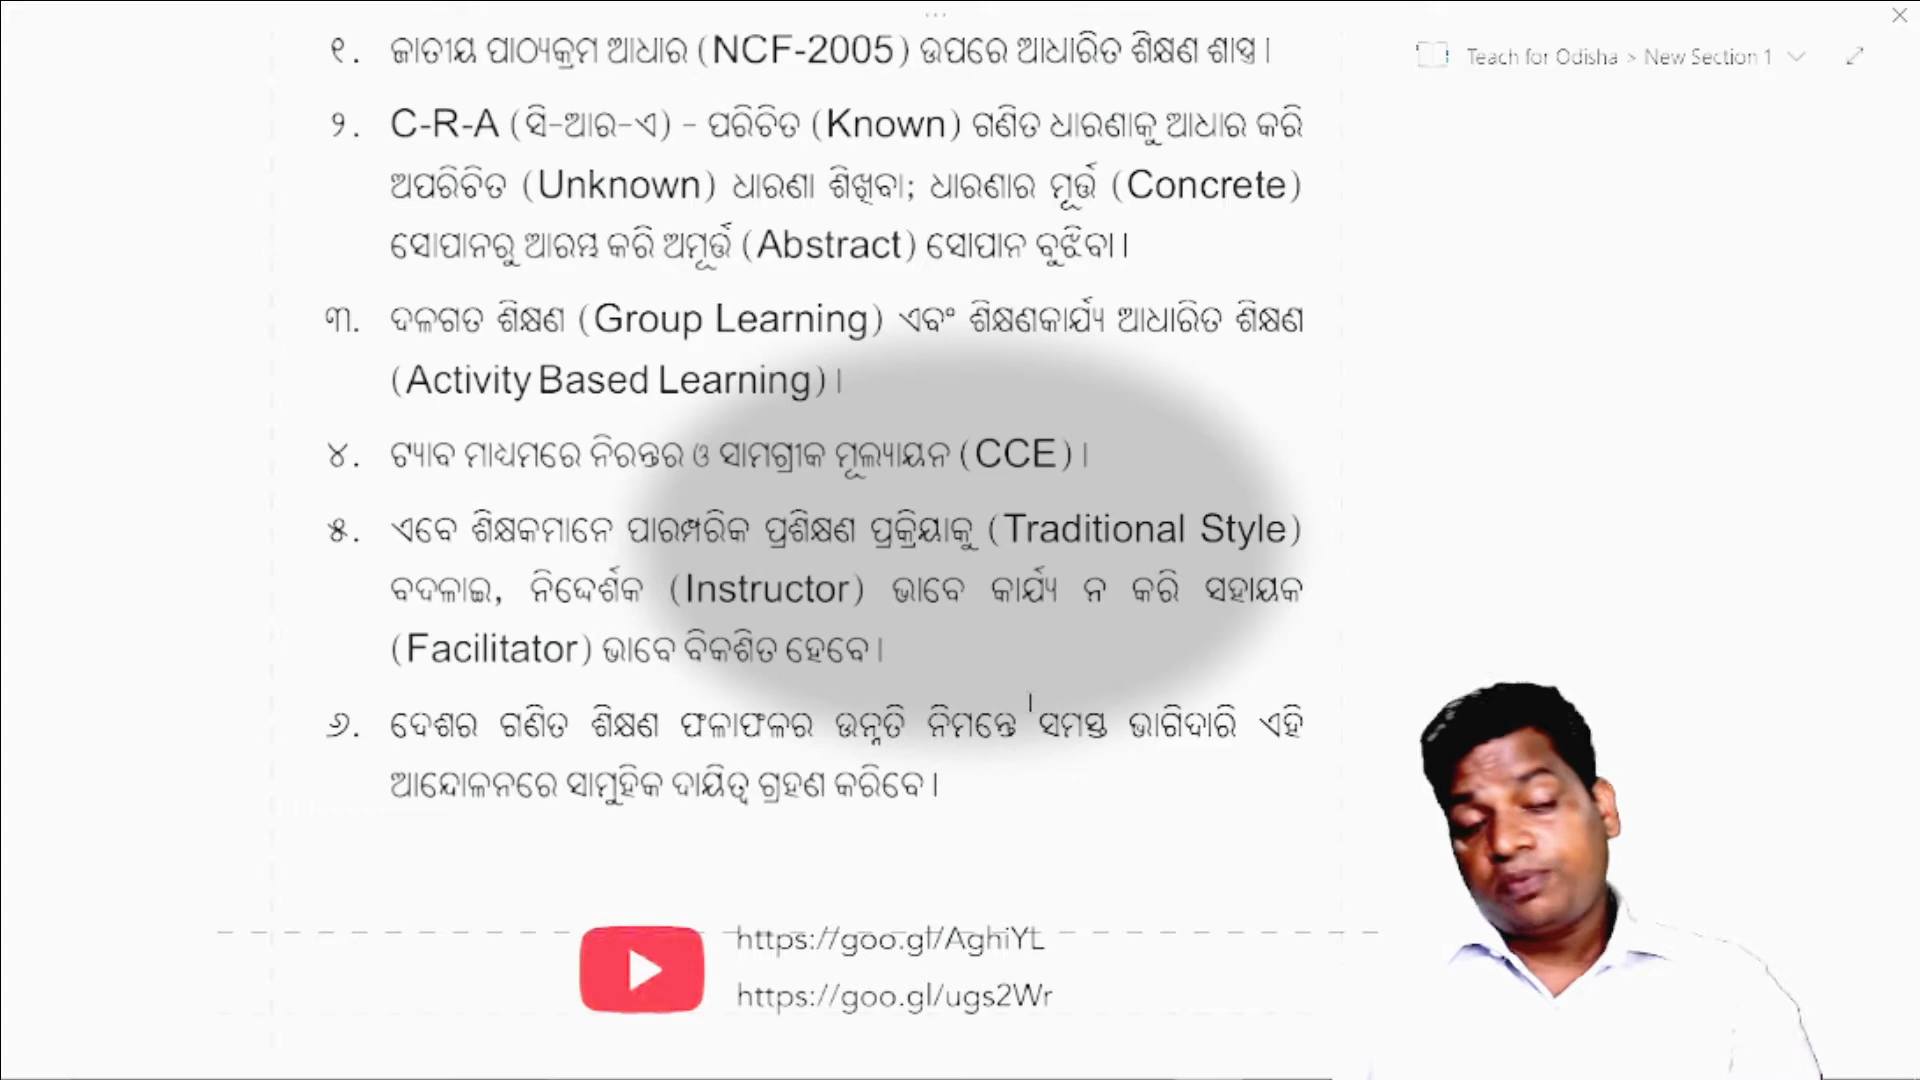 Teach for Odisha > New Section 1
୧. ଜାତୀୟ ପାଠ୍ୟକ୍ରମ ଆଧାର (NCF-2005) ଉପରେ ଆଧାରିତ ଶିକ୍ଷଣ ଶାସ୍ତ୍ର।
୨. C-R-A (ସି-ଆର-ଏ) - ପରିଚିତ (Known) ଗଣିତ ଧାରଣାକୁ ଆଧାର କରି
ଅପରିଚିତ (Unknown) ଧାରଣା ଶିଖିବା; ଧାରଣାର ମୂର୍ତ୍ତ (Concrete)
ସୋପାନରୁ ଆରମ୍ଭ କରି ଅମୂର୍ତ୍ତ (Abstract) ସୋପାନ ବୁଝିବା।
୩. ଦଳଗତ ଶିକ୍ଷଣ (Group Learning) ଏବଂ ଶିକ୍ଷଣକାର୍ଯ୍ୟ ଆଧାରିତ ଶିକ୍ଷଣ
(Activity Based Learning)।
୪. ଟ୍ୟାବ ମାଧ୍ୟମରେ ନିରନ୍ତର ଓ ସାମଗ୍ରୀକ ମୂଲ୍ୟାୟନ (CCE)।
୫. ଏବେ ଶିକ୍ଷକମାନେ ପାରମ୍ପରିକ ପ୍ରଶିକ୍ଷଣ ପ୍ରକ୍ରିୟାକୁ (Traditional Style)
ବଦଳାଇ, ନିଦ୍ଦେର୍ଶକ (Instructor) ଭାବେ କାର୍ଯ୍ୟ ନ କରି ସହାୟକ
(Facilitator) ଭାବେ ବିକଶିତ ହେବେ।
୬. ଦେଶର ଗଣିତ ଶିକ୍ଷଣ ଫଳାଫଳର ଉନ୍ନତି ନିମନ୍ତେ ସମସ୍ତ ଭାଗିଦାରି ଏହି
ଆନ୍ଦୋଳନରେ ସାମୁହିକ ଦାୟିତ୍ୱ ଗ୍ରହଣ କରିବେ।
https://goo.gl/AghiYL
https://goo.gl/ugs2Wr